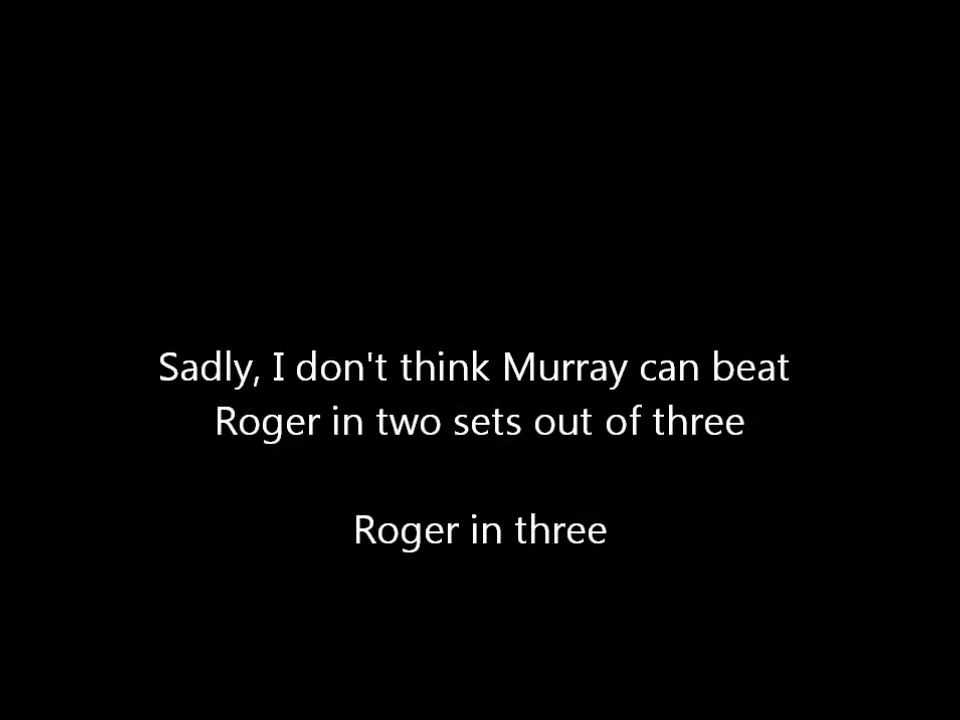 Sadly, I don't think Murray can beat
Roger in two sets out of three
Roger in three